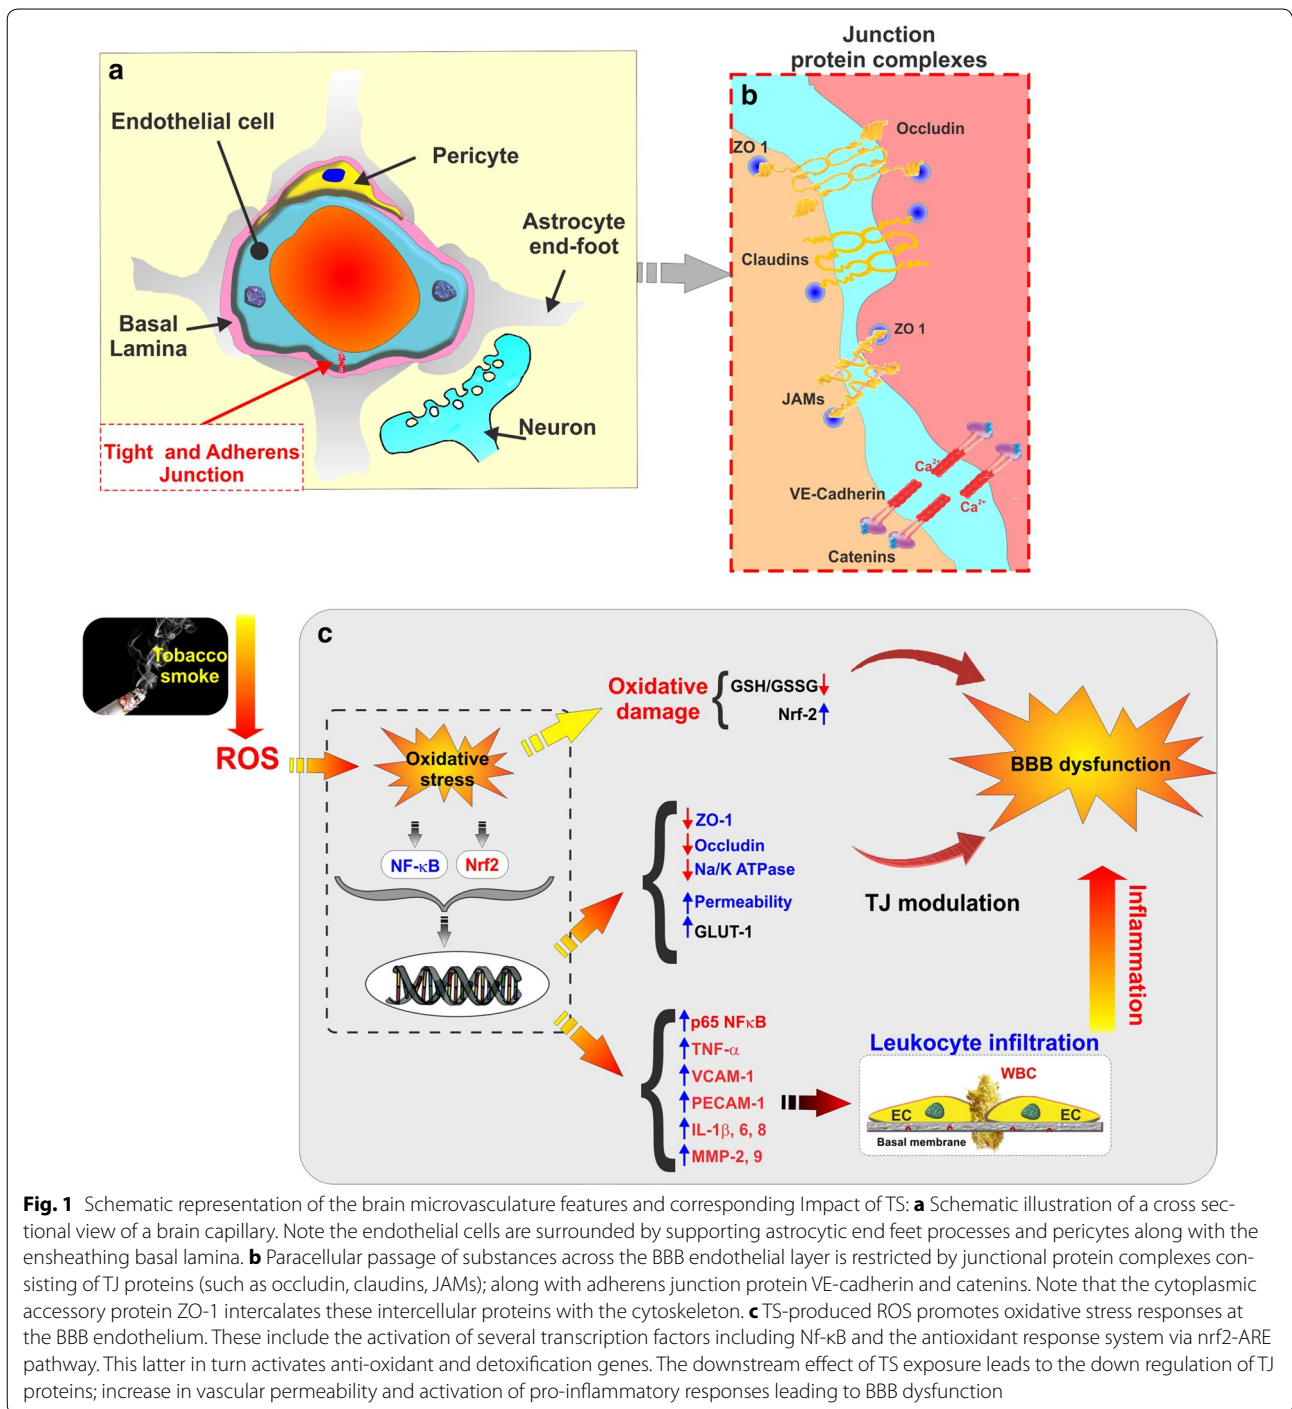 a
Endothelial cell
Pericyte
Astrocyte
end-foot
Basal
Lamina
Neuron
Tight and Adherens
Junction
Junction
protein complexes
b
Occludin
ZO 1
Claudins
ZO 1
JAMs
Ca2+
VE-Cadherin
Ca2+
Catenins
Tobacco
smoke
ROS
c
Oxidative
stress
NF-κB
Nrf2
Oxidative
damage
GSH/GSSG
Nrf-2
ZO-1
Occludin
Na/K ATPase
Permeability
GLUT-1
TJ modulation
BBB dysfunction
p65 NFκB
TNF-α
VCAM-1
PECAM-1
IL-1β, 6, 8
MMP-2, 9
Leukocyte infiltration
WBC
EC
EC
Basal membrane
Inflammation
Fig. 1 Schematic representation of the brain microvasculature features and corresponding Impact of TS: a Schematic illustration of a cross sec-
tional view of a brain capillary. Note the endothelial cells are surrounded by supporting astrocytic end feet processes and pericytes along with the
ensheathing basal lamina. b Paracellular passage of substances across the BBB endothelial layer is restricted by junctional protein complexes con-
sisting of TJ proteins (such as occludin, claudins, JAMs); along with adherens junction protein VE-cadherin and catenins. Note that the cytoplasmic
accessory protein ZO-1 intercalates these intercellular proteins with the cytoskeleton. c TS-produced ROS promotes oxidative stress responses at
the BBB endothelium. These include the activation of several transcription factors including Nf-κB and the antioxidant response system via nrf2-ARE
pathway. This latter in turn activates anti-oxidant and detoxification genes. The downstream effect of TS exposure leads to the down regulation of TJ
proteins; increase in vascular permeability and activation of pro-inflammatory responses leading to BBB dysfunction